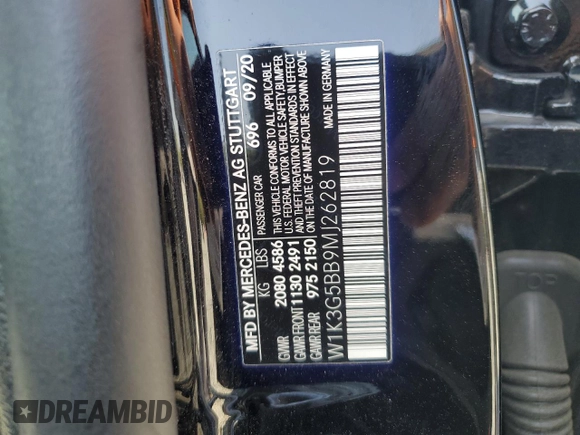 MFD BY MERCEDES-BENZ AG STUTTGART
PASSENGER CAR 696 09/20
KG LBS
GVWR 2080 4586
GAWR FRONT 1130 2491
GAWR REAR 975 2150
THIS VEHICLE CONFORMS TO ALL APPLICABLE
U.S. FEDERAL MOTOR VEHICLE SAFETY, BUMPER
AND THEFT PREVENTION STANDARDS IN EFFECT
ON THE DATE OF MANUFACTURE SHOWN ABOVE
MADE IN GERMANY
W1K3G5BB9MJ262819
TOP
DREAMBID